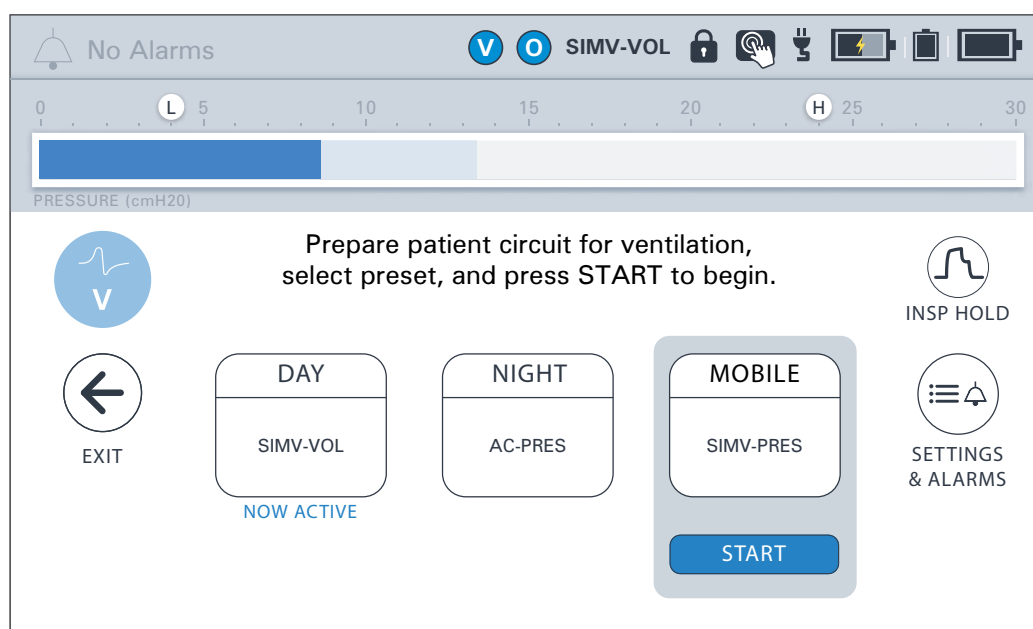 No Alarms
V O SIMV-VOL
0 L 5 10 15 20 H 25 30
PRESSURE (cmH20)
V
Prepare patient circuit for ventilation,
select preset, and press START to begin.
INSP HOLD
EXIT
DAY
SIMV-VOL
NOW ACTIVE
NIGHT
AC-PRES
MOBILE
SIMV-PRES
START
SETTINGS
& ALARMS